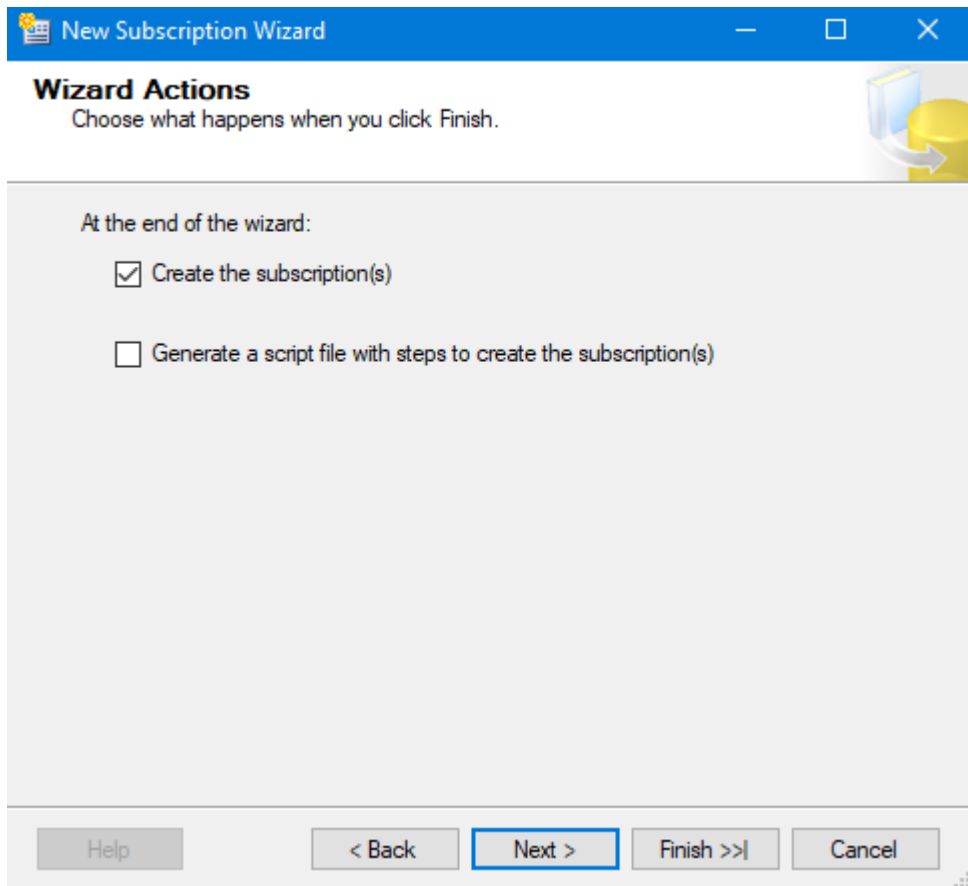 New Subscription Wizard
Wizard Actions
Choose what happens when you click Finish.
At the end of the wizard:
Create the subscription(s)
Generate a script file with steps to create the subscription(s)
Help
< Back
Next >
Finish >>|
Cancel